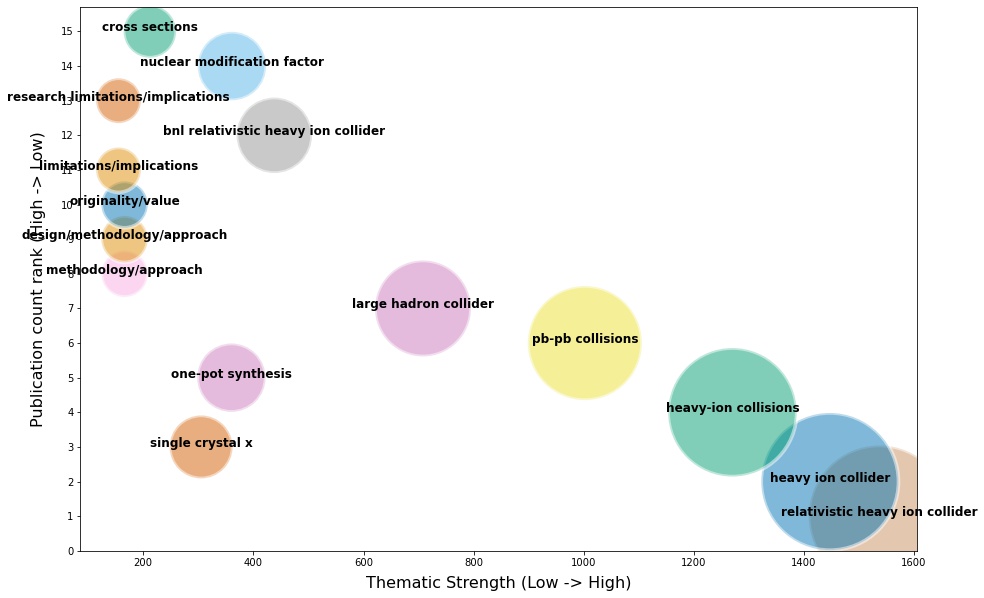 15
cross sections
14
nuclear modification factor
13
research limitations/implications
12
bnl relativistic heavy ion collider
11
limitations/implications
10
originality/value
9
design/methodology/approach
8
methodology/approach
7
large hadron collider
6
pb-pb collisions
5
one-pot synthesis
4
heavy-ion collisions
3
single crystal x
2
heavy ion collider
1
relativistic heavy ion collider
0
Publication count rank (High -> Low)
200 400 600 800 1000 1200 1400 1600
Thematic Strength (Low -> High)